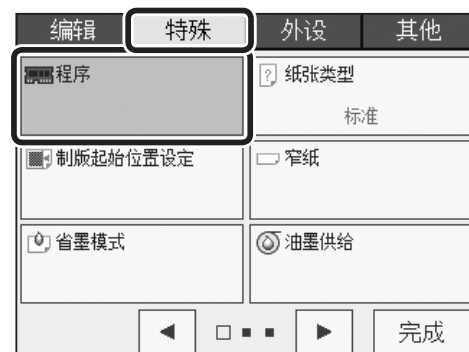 编辑 特殊 外设 其他
程序 纸张类型
标准
制版起始位置设定 窄纸
省墨模式 油墨供给
完成